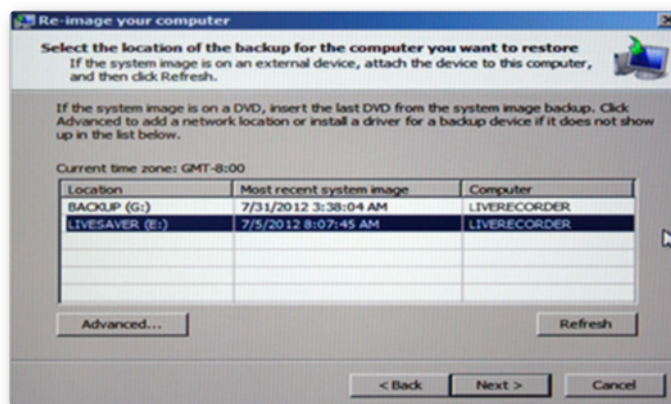 Re-image your computer
Select the location of the backup for the computer you want to restore
If the system image is on an external device, attach the device to this computer,
and then click Refresh.
If the system image is on a DVD, insert the last DVD from the system image backup. Click
Advanced to add a network location or install a driver for a backup device if it does not show
up in the list below.
Current time zone: GMT-8:00
Location Most recent system image Computer
BACKUP (G:) 7/31/2012 3:38:04 AM LIVERECORDER
LIVESAVER (E:) 7/5/2012 8:07:45 AM LIVERECORDER
Advanced... Refresh
< Back Next > Cancel